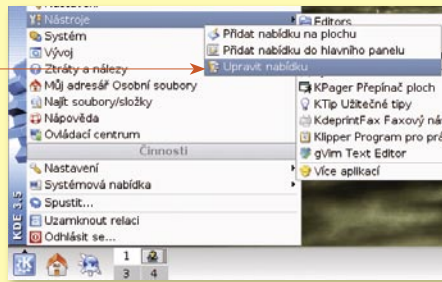 Nástroje
Systém
Vývoj
Ztráty a nálezy
Můj adresář Osobní soubory
Najít soubory/složky
Nápověda
Ovládací centrum
Činnosti
Nastavení
Systémová nabídka
Spustit...
Uzamknout relaci
Odhlásit se...
KDE 3.5
Editors
Přidat nabídku na plochu
Přidat nabídku do hlavního panelu
Upravit nabídku
KPager Přepínač ploch
KTip Užitečné tipy
KdeprintFax Faxový ná
Klipper Program pro prá
gVim Text Editor
Více aplikací
1
3 4